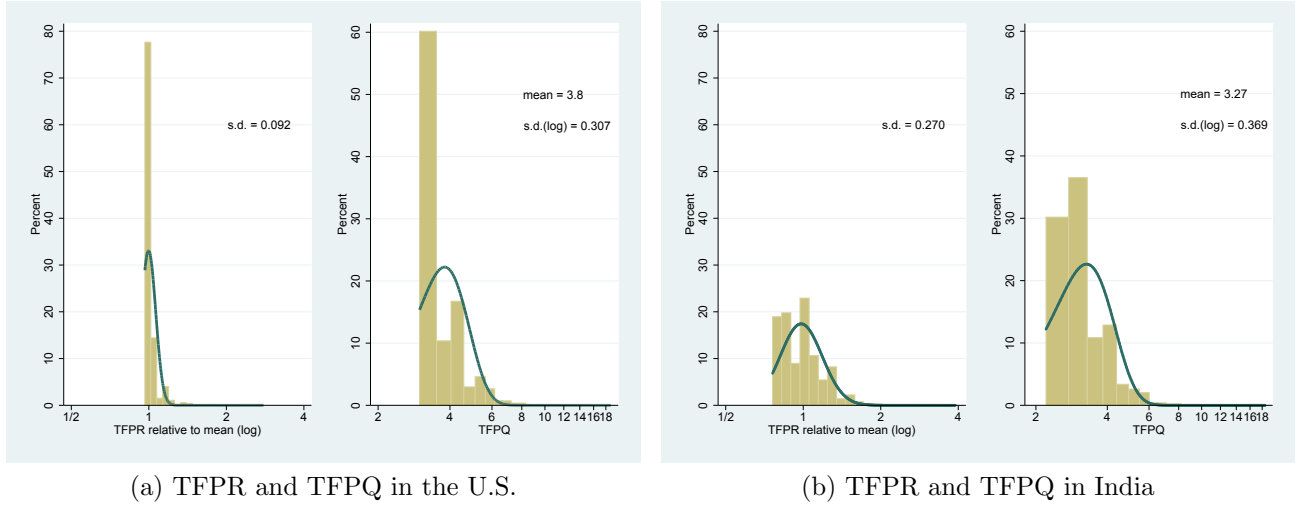 80
70
60
50
40
30
20
10
0
Percent
s.d. = 0.092
1/2 1 2 4
TFPR relative to mean (log)
60
50
40
30
20
10
0
Percent
mean = 3.8
s.d.(log) = 0.307
2 4 6 8 10 12 14 16 18
TFPQ
80
70
60
50
40
30
20
10
0
Percent
s.d. = 0.270
1/2 1 2 4
TFPR relative to mean (log)
60
50
40
30
20
10
0
Percent
mean = 3.27
s.d.(log) = 0.369
2 4 6 8 10 12 14 16 18
TFPQ
(a) TFPR and TFPQ in the U.S.
(b) TFPR and TFPQ in India